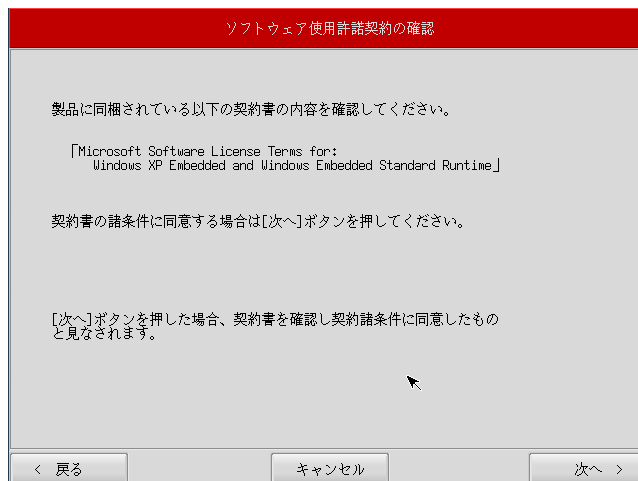 ソフトウェア使用許諾契約の確認
製品に同梱されている以下の契約書の内容を確認してください。
「Microsoft Software License Terms for:
Windows XP Embedded and Windows Embedded Standard Runtime」
契約書の諸条件に同意する場合は[次へ]ボタンを押してください。
[次へ]ボタンを押した場合、契約書を確認し契約諸条件に同意したもの
と見なされます。
< 戻る
キャンセル
次へ >